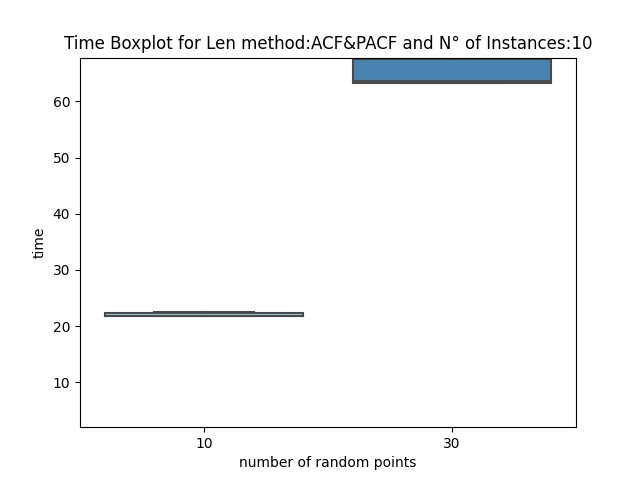 Time Boxplot for Len method:ACF&PACF and N° of Instances:10
60
50
40
30
20
10
time
10 30
number of random points